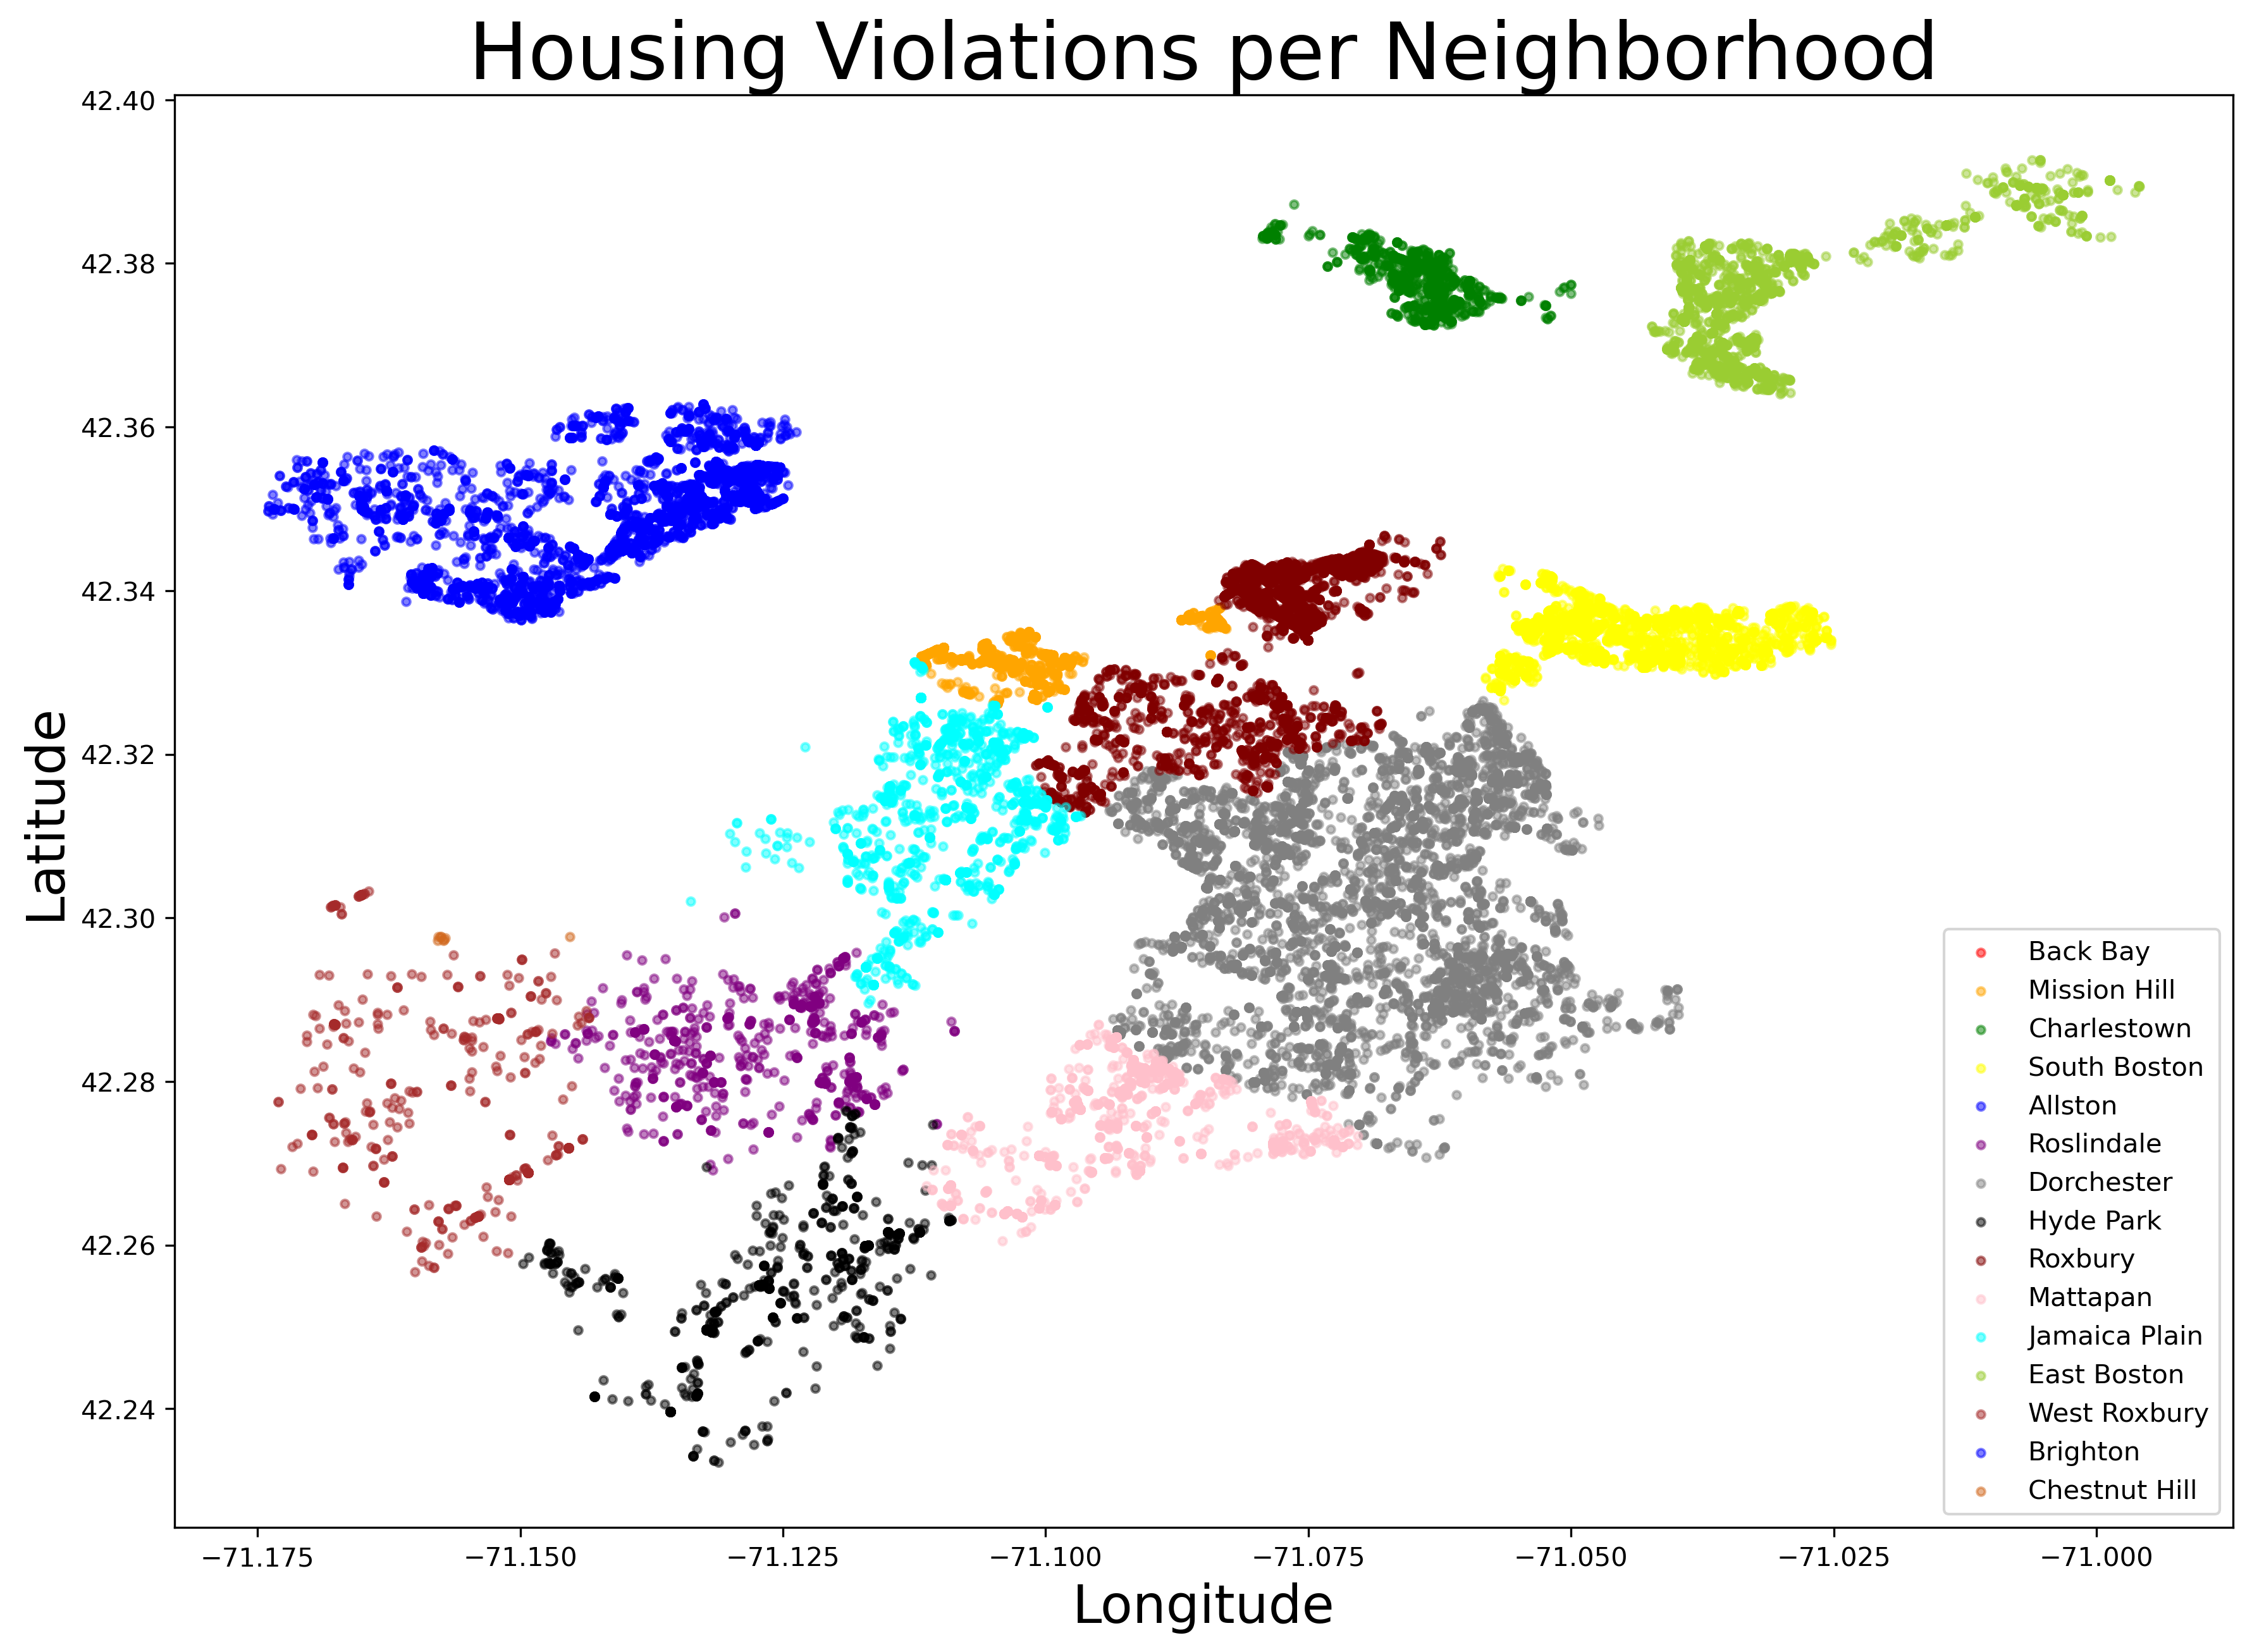 Housing Violations per Neighborhood
42.40
42.38
42.36
42.34
42.32
42.30
42.28
42.26
42.24
Latitude
Back Bay
Mission Hill
Charlestown
South Boston
Allston
Roslindale
Dorchester
Hyde Park
Roxbury
Mattapan
Jamaica Plain
East Boston
West Roxbury
Brighton
Chestnut Hill
−71.175 −71.150 −71.125 −71.100 −71.075 −71.050 −71.025 −71.000
Longitude